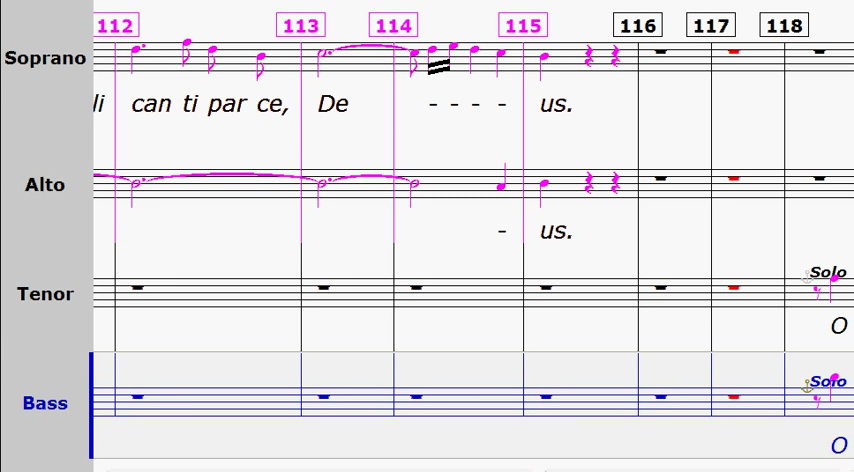 112 113 114 115 116 117 118
Soprano
li can ti par ce, De - - - - us.
Alto
- us.
Solo
Tenor
O
Solo
Bass
O